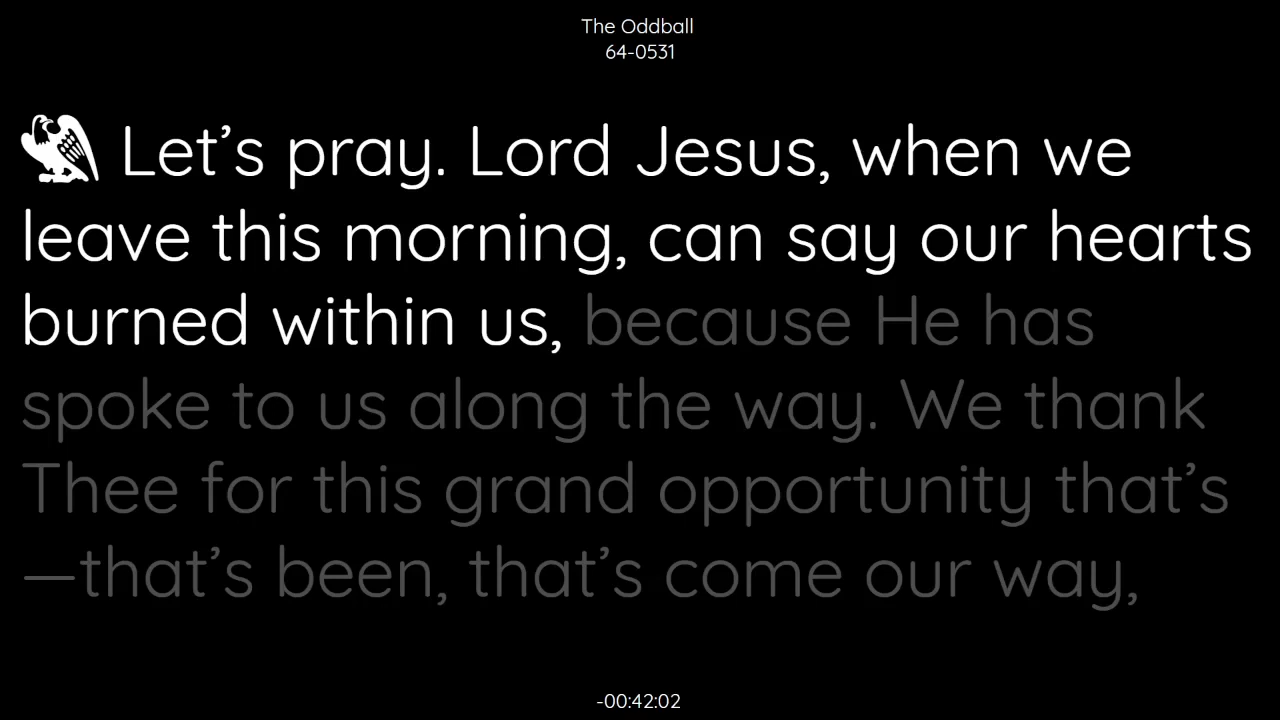 The Oddball
64-0531
Let’s pray. Lord Jesus, when we
leave this morning, can say our hearts
burned within us, because He has
spoke to us along the way. We thank
Thee for this grand opportunity that’s
—that’s been, that’s come our way,
-00:42:02